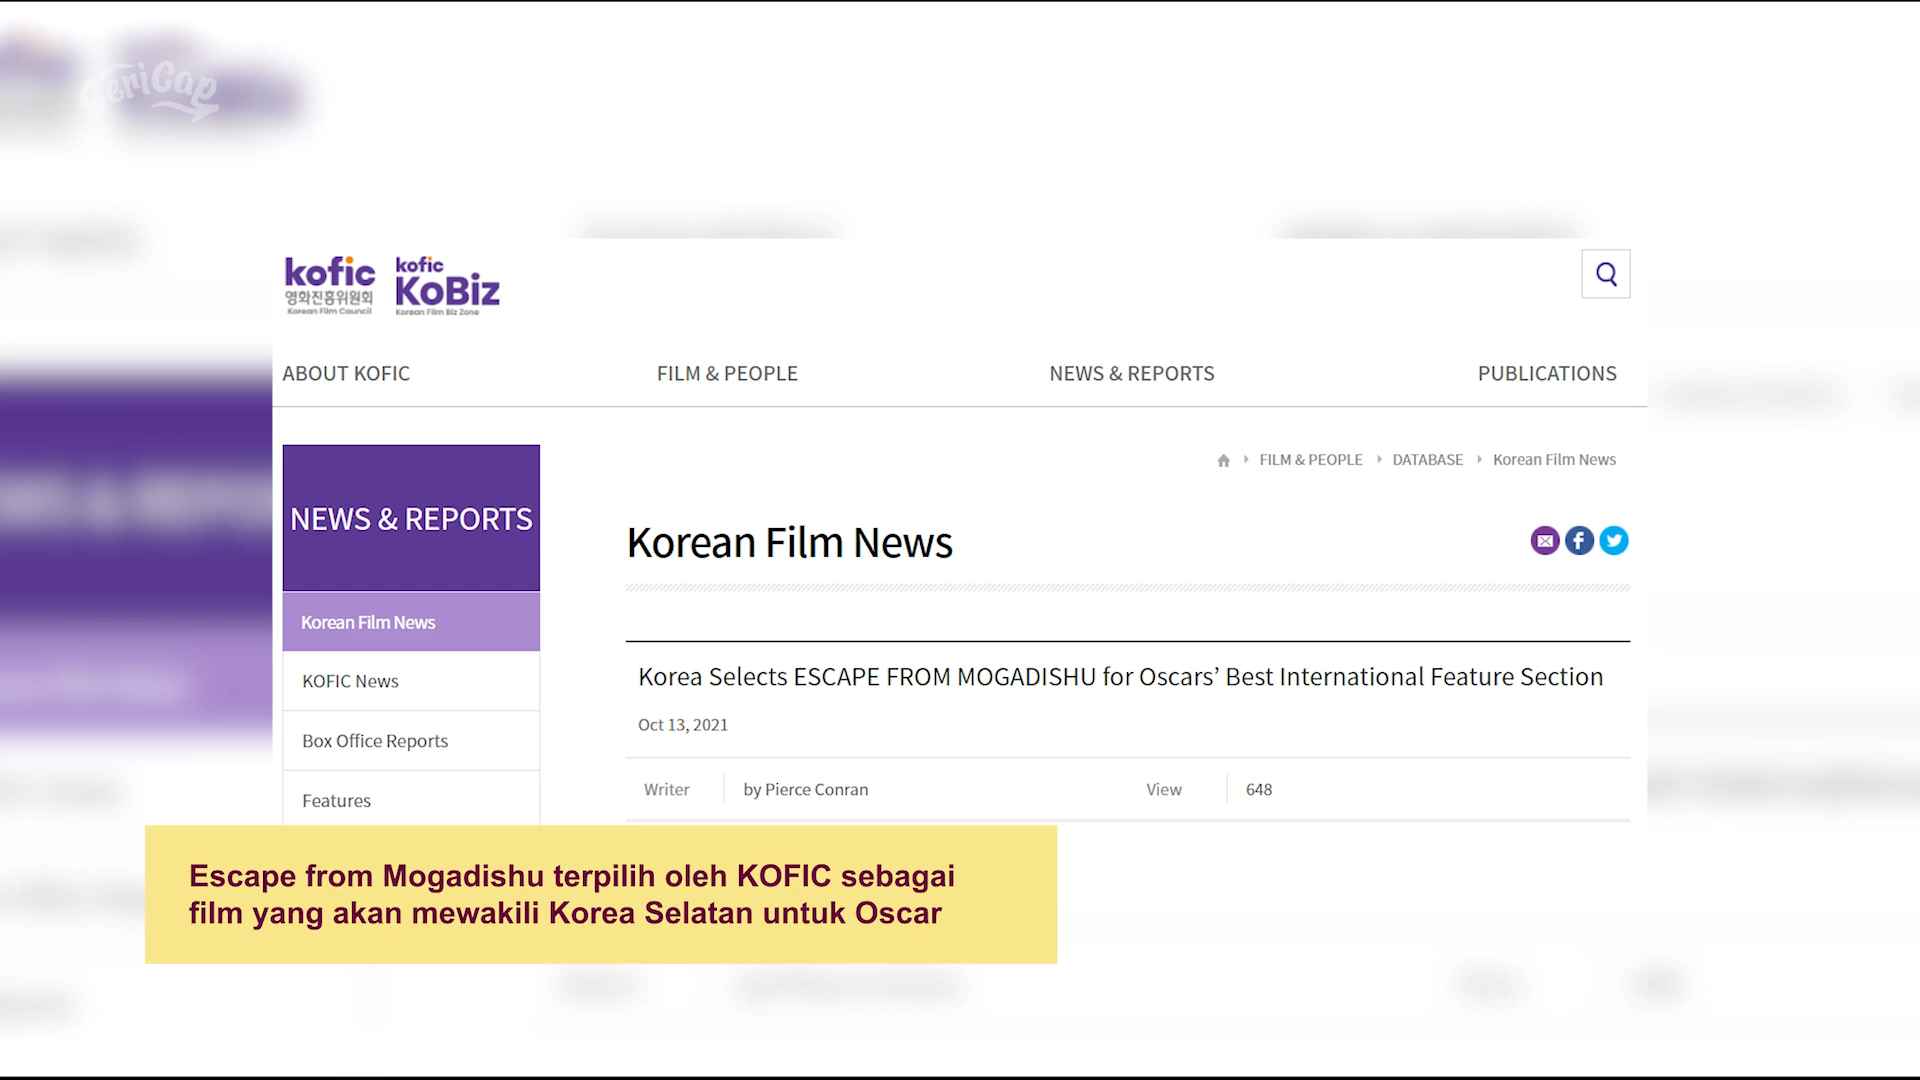 SeriCap
kofic
영화진흥위원회
Korean Film Council
kofic
KoBiz
Korean Film Biz Zone
ABOUT KOFIC
FILM & PEOPLE
NEWS & REPORTS
PUBLICATIONS
NEWS & REPORTS
Korean Film News
KOFIC News
Box Office Reports
Features
FILM & PEOPLE DATABASE Korean Film News
Korean Film News
Korea Selects ESCAPE FROM MOGADISHU for Oscars’ Best International Feature Section
Oct 13, 2021
Writer by Pierce Conran View 648
Escape from Mogadishu terpilih oleh KOFIC sebagai
film yang akan mewakili Korea Selatan untuk Oscar